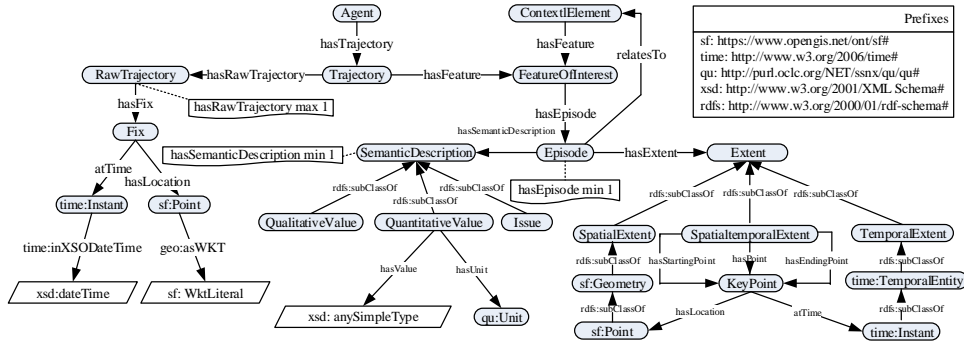 Agent
ContextlElement
Prefixes
sf: https://www.opengis.net/ont/sf#
time: http://www.w3.org/2006/time#
qu: http://purl.oclc.org/NET/ssnx/qu/qu#
xsd: http://www.w3.org/2001/XML Schema#
rdfs: http://www.w3.org/2000/01/rdf-schema#
hasTrajectory
hasFeature
relatesTo
RawTrajectory
hasRawTrajectory
Trajectory
hasFeature
FeatureOfInterest
hasFix
hasRawTrajectory max 1
hasEpisode
Fix
hasSemanticDescription
hasSemanticDescription min 1
SemanticDescription
Episode
hasExtent
Extent
atTime
hasLocation
hasEpisode min 1
rdfs:subClassOf
rdfs:subClassOf
rdfs:subClassOf
rdfs:subClassOf
rdfs:subClassOf
rdfs:subClassOf
time:Instant
sf:Point
QualitativeValue
QuantitativeValue
Issue
SpatialExtent
SpatialtemporalExtent
TemporalExtent
time:inXSODateTime
geo:asWKT
hasValue
hasUnit
rdfs:subClassOf
hasStartingPoint
hasPoint
hasEndingPoint
rdfs:subClassOf
sf:Geometry
KeyPoint
time:TemporalEntity
xsd:dateTime
sf: WktLiteral
xsd: anySimpleType
qu:Unit
rdfs:subClassOf
hasLocation
atTime
rdfs:subClassOf
sf:Point
time:Instant